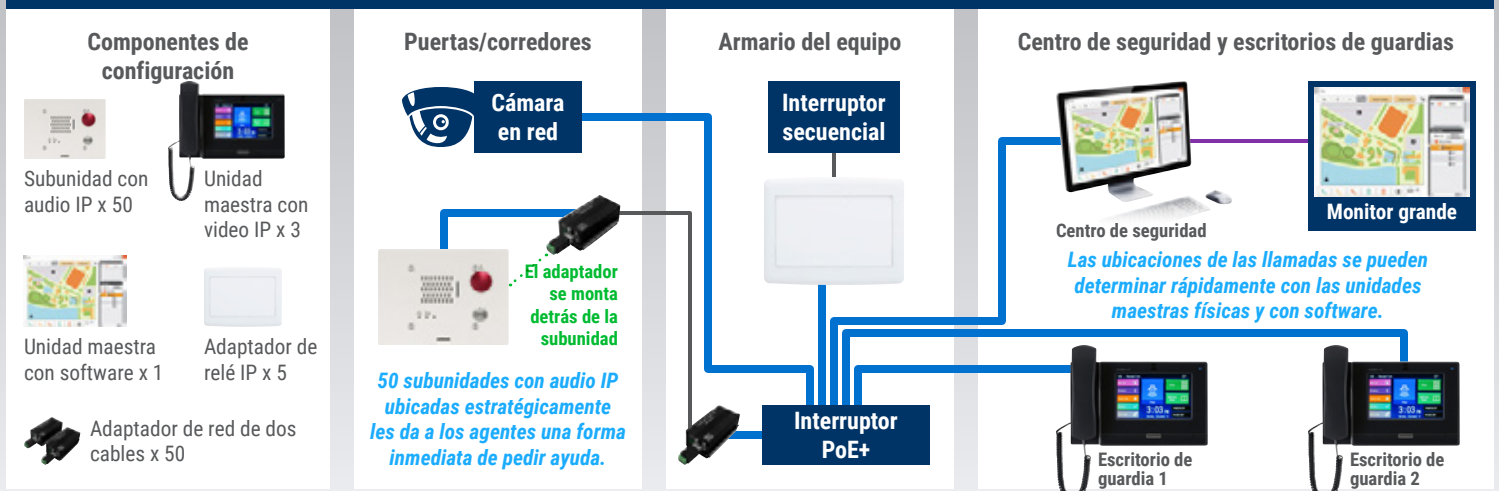 Componentes de
configuración
Subunidad con
audio IP x 50
Unidad
maestra con
video IP x 3
Unidad maestra
con software x 1
Adaptador de
relé IP x 5
Adaptador de red de dos
cables x 50
Puertas/corredores
Cámara
en red
El adaptador
se monta
detrás de la
subunidad
50 subunidades con audio IP
ubicadas estratégicamente
les da a los agentes una forma
inmediata de pedir ayuda.
Armario del equipo
Interruptor
secuencial
Interruptor
PoE+
Centro de seguridad y escritorios de guardias
Centro de seguridad
Monitor grande
Las ubicaciones de las llamadas se pueden
determinar rápidamente con las unidades
maestras físicas y con software.
3:03
Escritorio de
guardia 1
3:03
Escritorio de
guardia 2